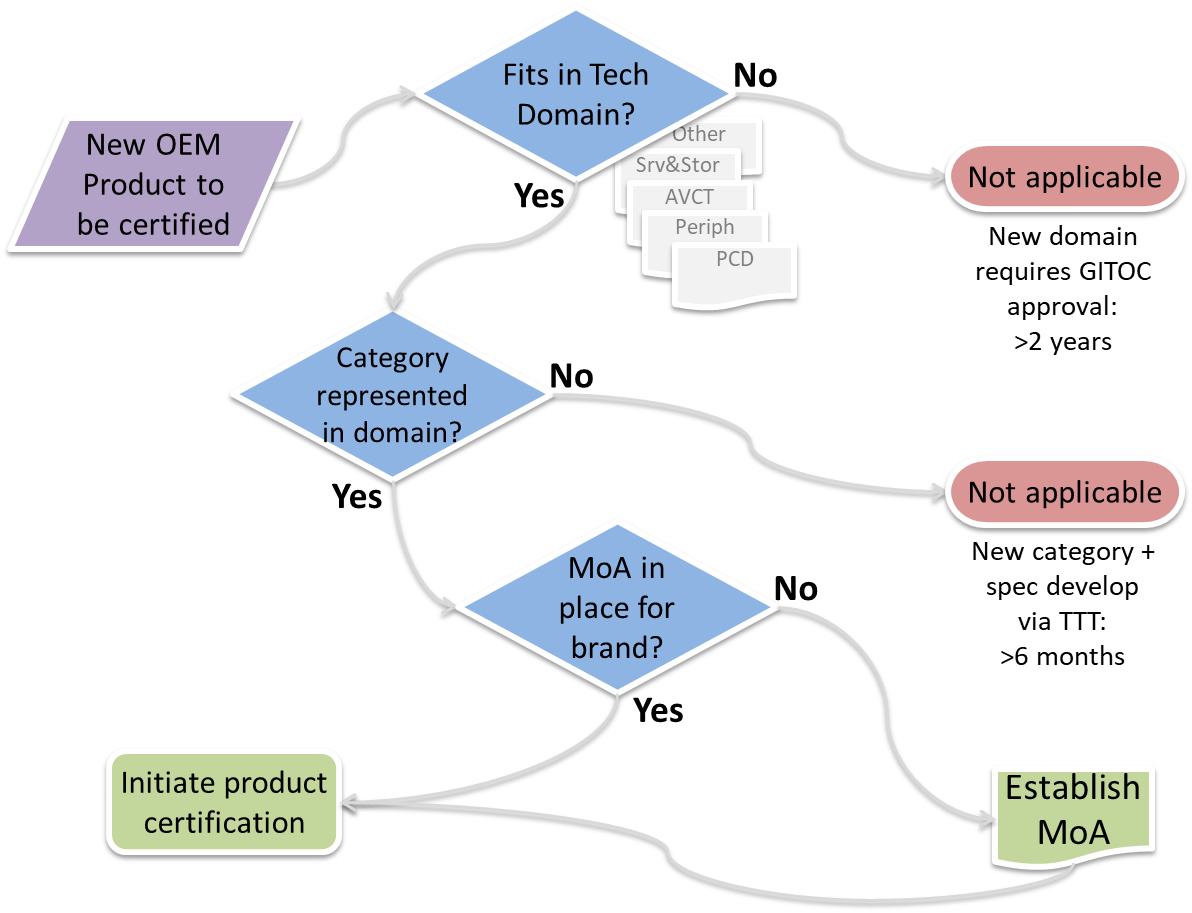 Fits in Tech
Domain?
No
New OEM
Product to
be certified
Yes
Other
Srv&Stor
AVCT
Periph
PCD
Not applicable
New domain
requires GITOC
approval:
>2 years
Category
represented
in domain?
No
Yes
Not applicable
New category +
spec develop
via TTT:
>6 months
MoA in
place for
brand?
No
Yes
Initiate product
certification
Establish
MoA